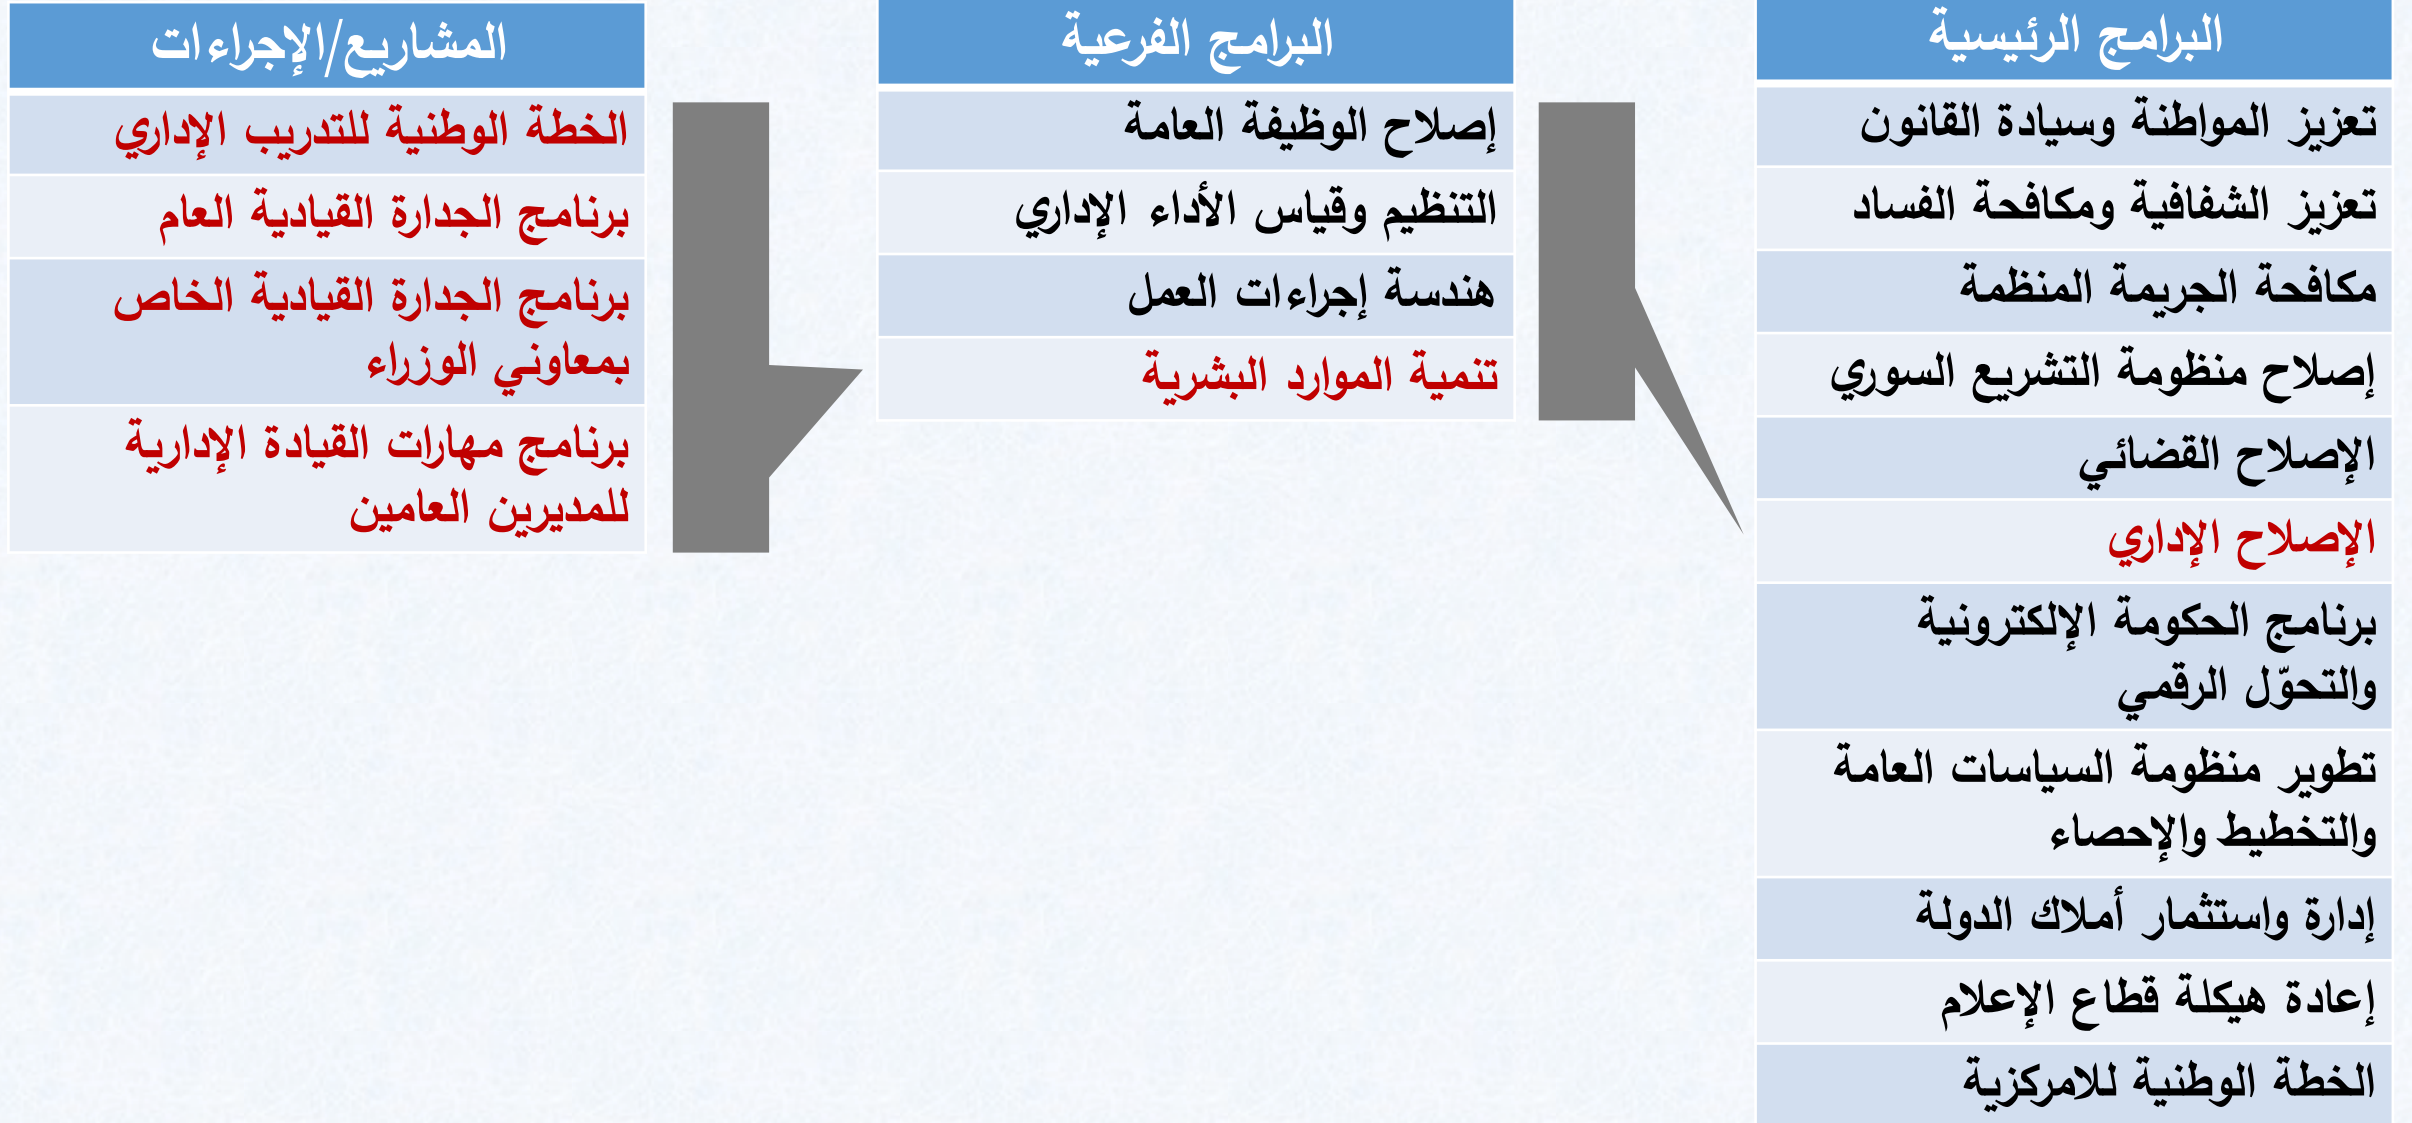 البرامج الرئيسية
تعزيز المواطنة وسيادة القانون
تعزيز الشفافية ومكافحة الفساد
مكافحة الجريمة المنظمة
إصلاح منظومة التشريع السوري
الإصلاح القضائي
الإصلاح الإداري
برنامج الحكومة الإلكترونية
والتحوّل الرقمي
تطوير منظومة السياسات العامة
والتخطيط والإحصاء
إدارة واستثمار أملاك الدولة
إعادة هيكلة قطاع الإعلام
الخطة الوطنية للامركزية
البرامج الفرعية
إصلاح الوظيفة العامة
التنظيم وقياس الأداء الإداري
هندسة إجراءات العمل
تنمية الموارد البشرية
المشاريع/الإجراءات
الخطة الوطنية للتدريب الإداري
برنامج الجدارة القيادية العام
برنامج الجدارة القيادية الخاص
بمعاوني الوزراء
برنامج مهارات القيادة الإدارية
للمديرين العامين